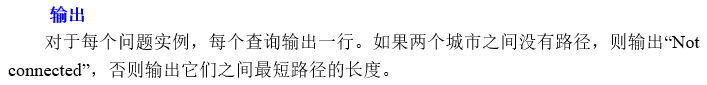 输出
对于每个问题实例，每个查询输出一行。如果两个城市之间没有路径，则输出“Not
connected”，否则输出它们之间最短路径的长度。